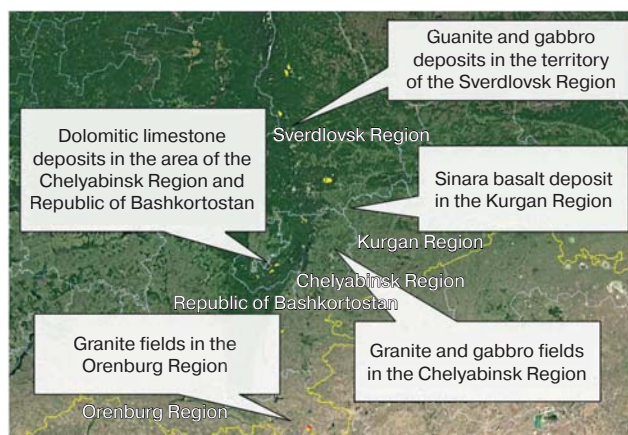 Guanite and gabbro
deposits in the territory
of the Sverdlovsk Region
Sverdlovsk Region
Dolomitic limestone
deposits in the area of the
Chelyabinsk Region and
Republic of Bashkortostan
Sinara basalt deposit
in the Kurgan Region
Kurgan Region
Chelyabinsk Region
Republic of Bashkortostan
Granite fields in the
Orenburg Region
Granite and gabbro fields
in the Chelyabinsk Region
Orenburg Region